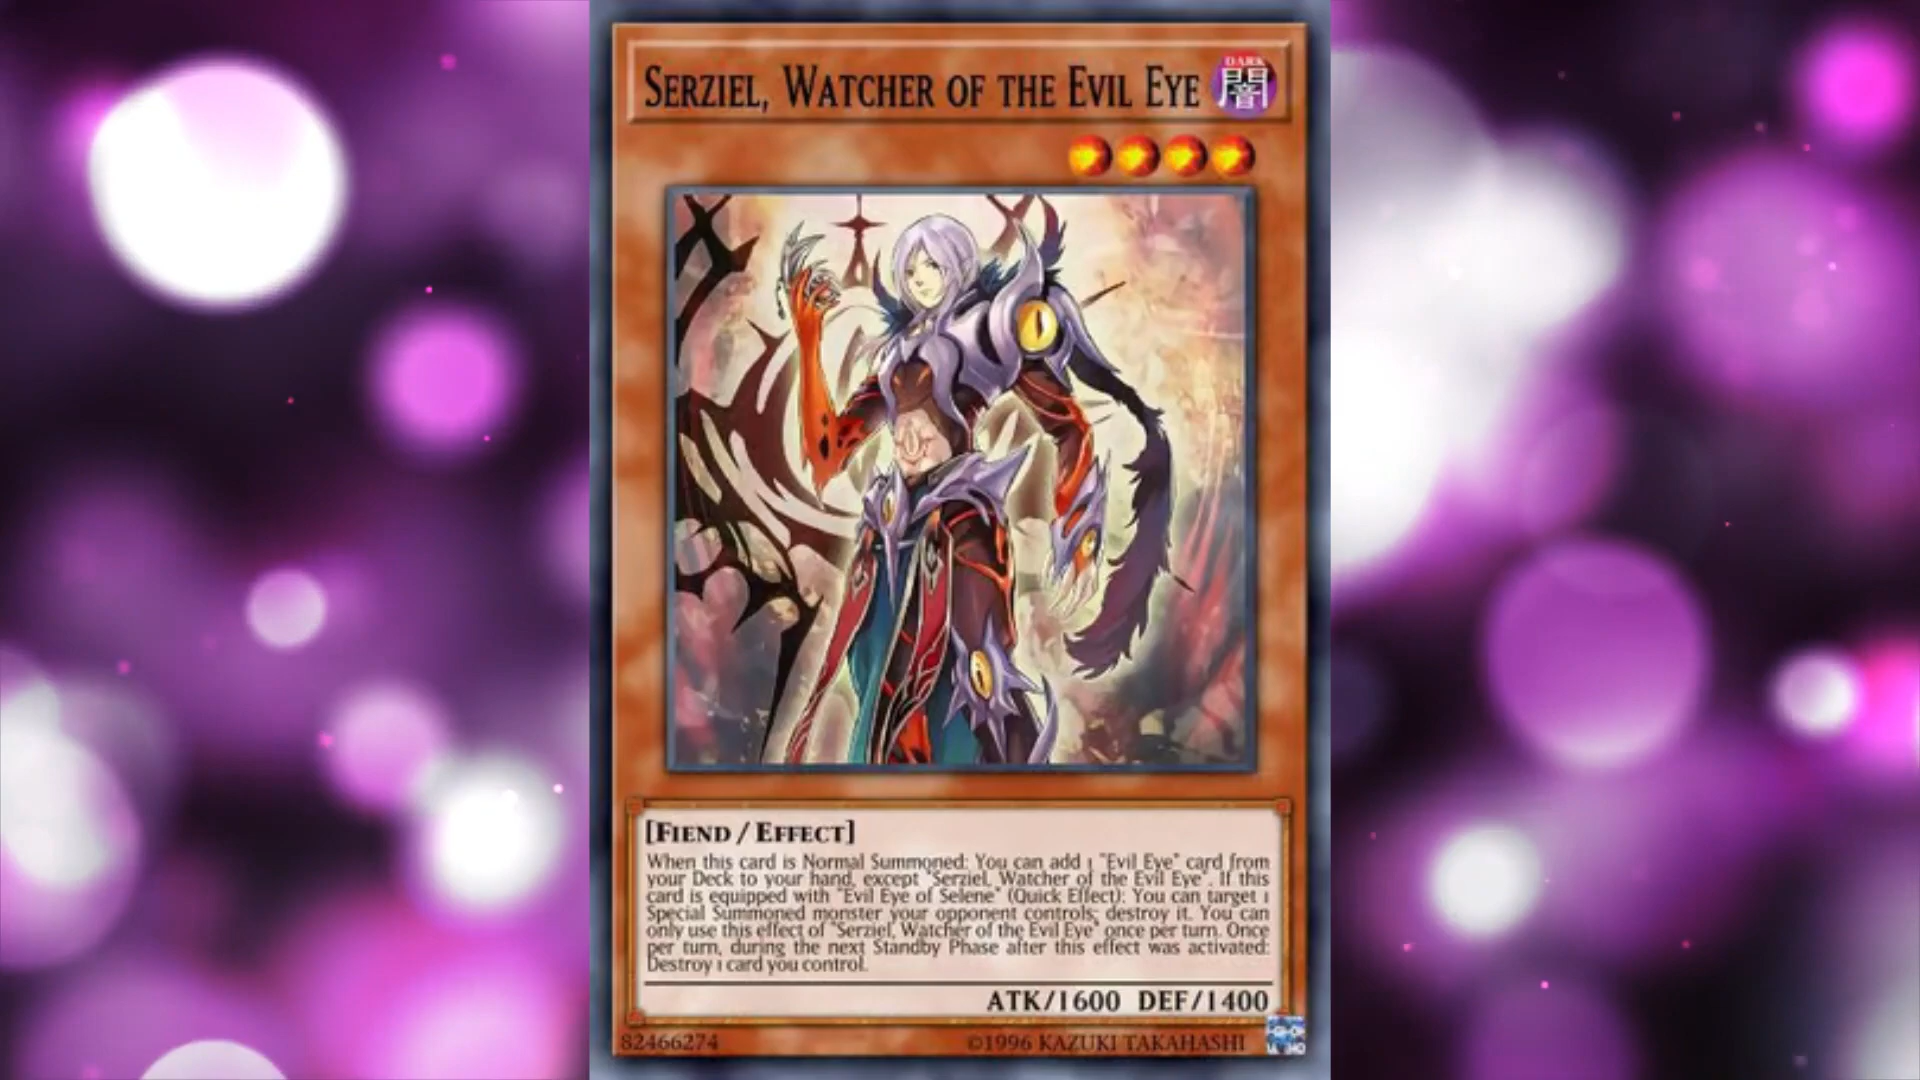 SERZIEL, WATCHER OF THE EVIL EYE
DARK
闇
[FIEND / EFFECT]
When this card is Normal Summoned: You can add 1 "Evil Eye" card from
your Deck to your hand, except "Serziel, Watcher of the Evil Eye". If this
card is equipped with "Evil Eye of Selene" (Quick Effect): You can target 1
Special Summoned monster your opponent controls; destroy it. You can
only use this effect of "Serziel, Watcher of the Evil Eye" once per turn. Once
per turn, during the next Standby Phase after this effect was activated:
Destroy 1 card you control.
ATK/1600 DEF/1400
82466274
©1996 KAZUKI TAKAHASHI